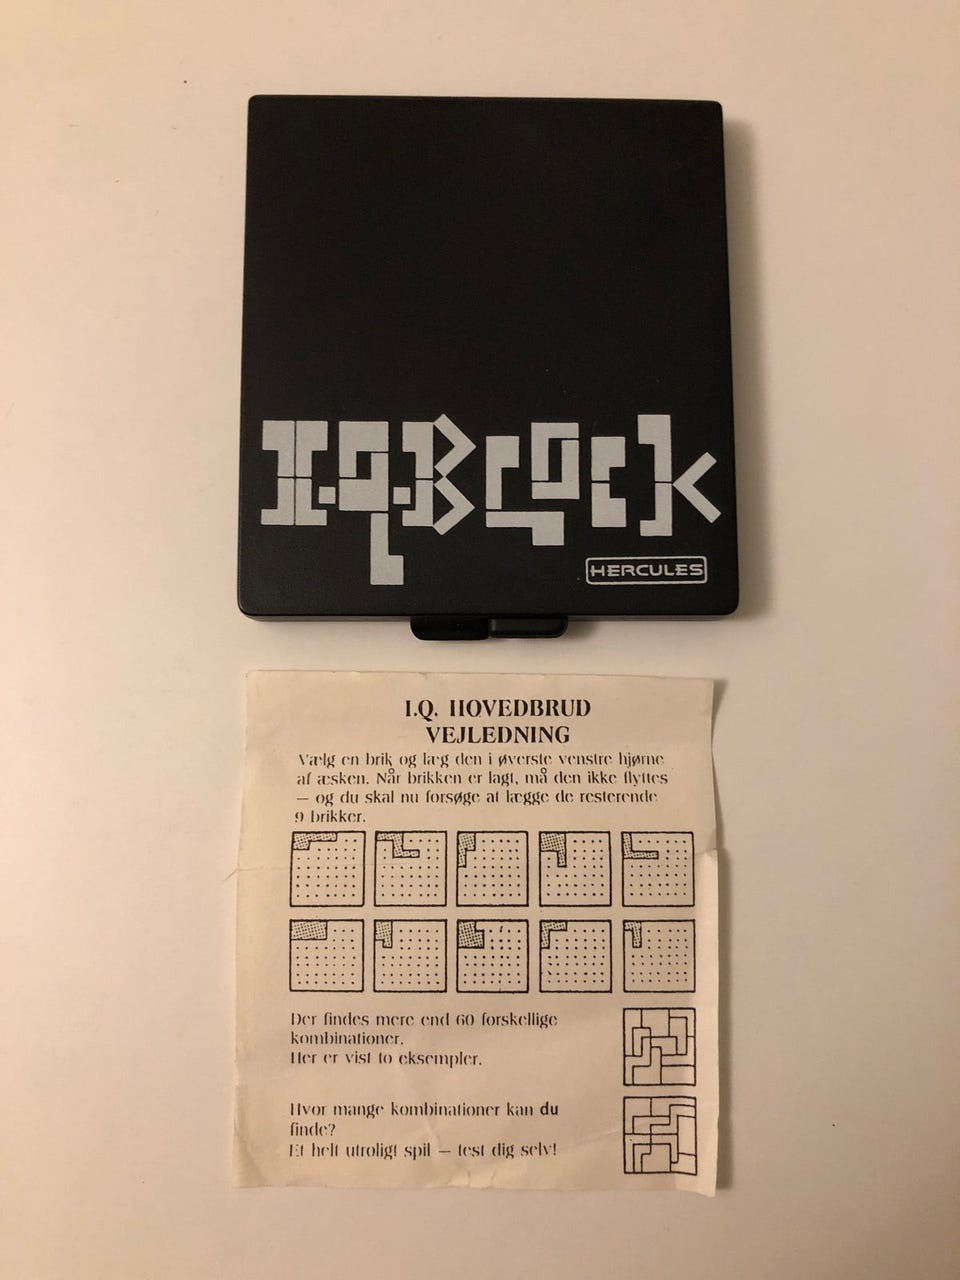 I.Q. Block
HERCULES
I.Q. HOVEDBRUD
VEJLEDNING
Vælg en brik og læg den i øverste venstre hjørne
af æsken. Når brikken er lagt, må den ikke flyttes
— og du skal nu forsøge at lægge de resterende
9 brikker.
Der findes mere end 60 forskellige
kombinationer.
Her er vist to eksempler.
Hvor mange kombinationer kan du
finde?
Et helt utroligt spil — test dig selv!